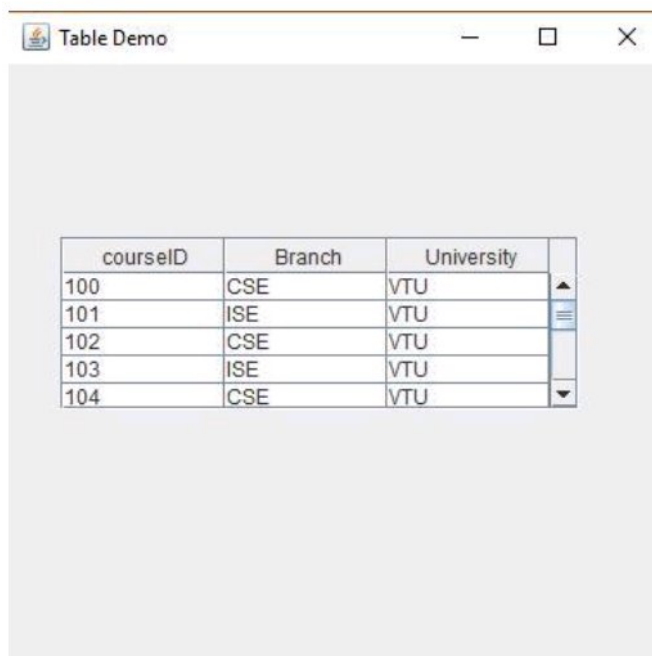 Table Demo
courseID Branch University
100 CSE VTU
101 ISE VTU
102 CSE VTU
103 ISE VTU
104 CSE VTU